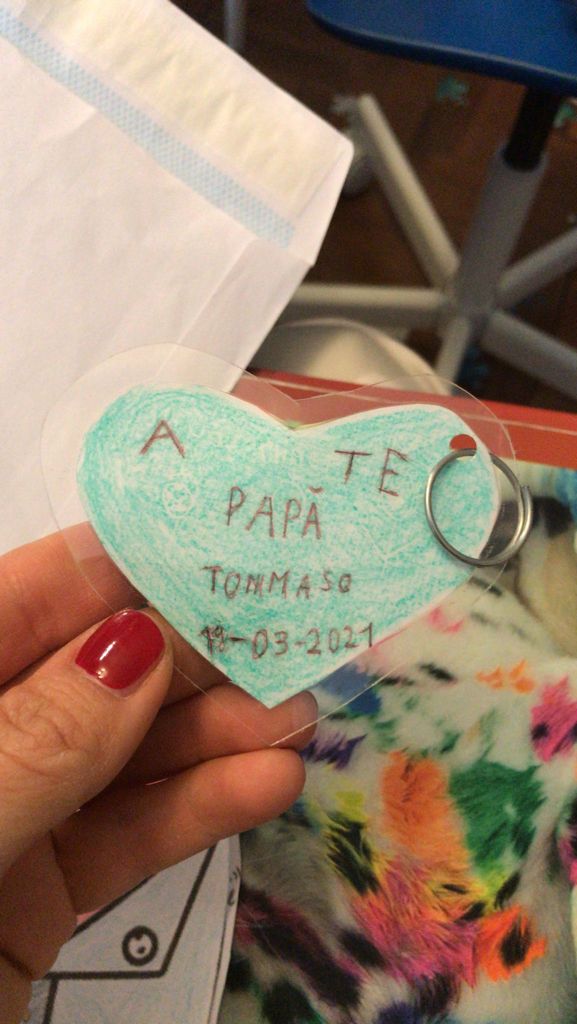 A TE
PAPĂ
TOMMASO
19-03-2021